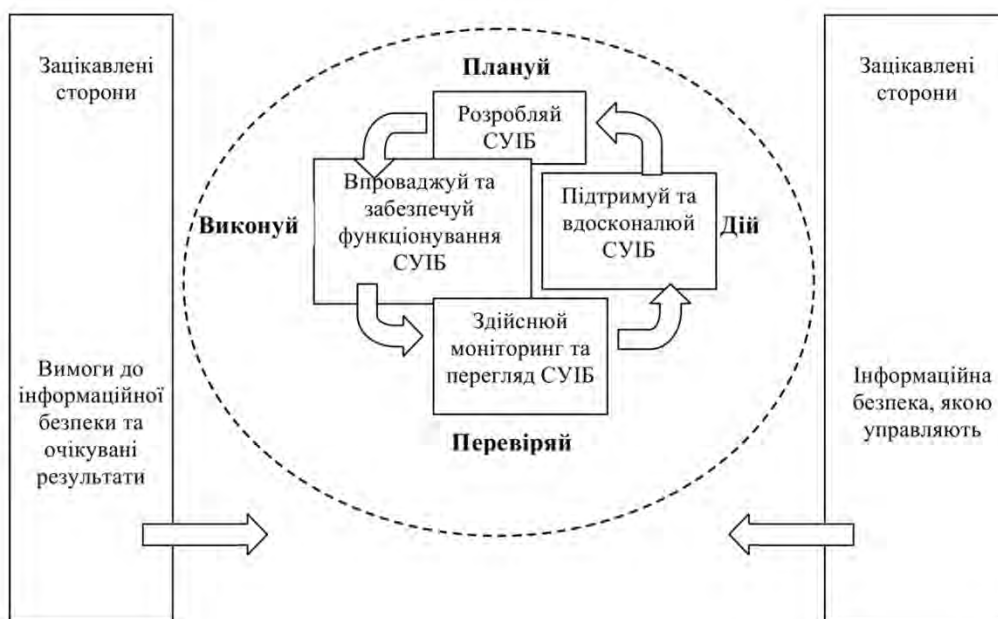 Зацікавлені
сторони
Вимоги до
інформаційної
безпеки та
очікувані
результати
Плануй
Розробляй
СУІБ
Виконуй
Впроваджуй та
забезпечуй
функціонування
СУІБ
Підтримуй та
вдосконалюй
СУІБ
Дій
Здійснюй
моніторинг та
перегляд СУІБ
Перевіряй
Зацікавлені
сторони
Інформаційна
безпека, якою
управляють